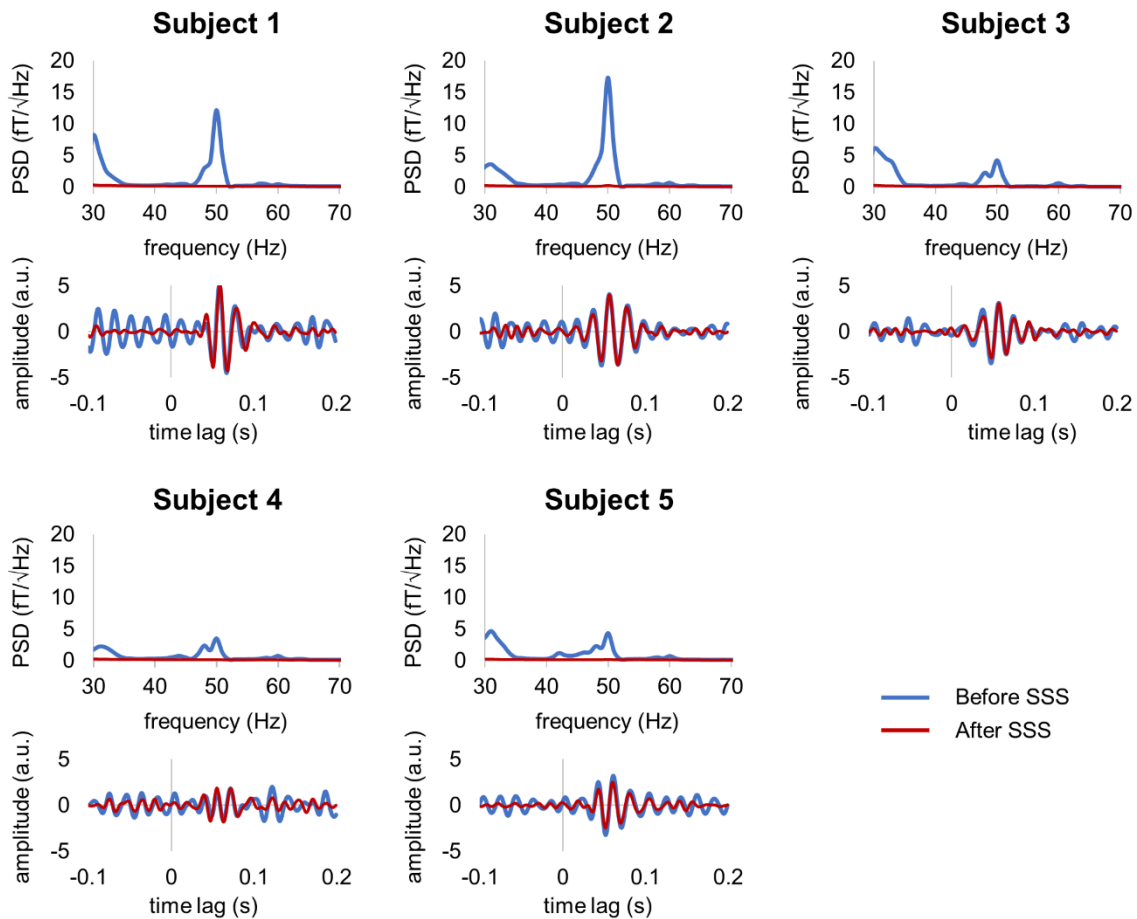 Subject 1
PSD (fT/√Hz)
20
15
10
5
0
30 40 50 60 70
frequency (Hz)
amplitude (a.u.)
5
0
-5
-0.1 0 0.1 0.2
time lag (s)
Subject 2
PSD (fT/√Hz)
20
15
10
5
0
30 40 50 60 70
frequency (Hz)
amplitude (a.u.)
5
0
-5
-0.1 0 0.1 0.2
time lag (s)
Subject 3
PSD (fT/√Hz)
20
15
10
5
0
30 40 50 60 70
frequency (Hz)
amplitude (a.u.)
5
0
-5
-0.1 0 0.1 0.2
time lag (s)
Subject 4
PSD (fT/√Hz)
20
15
10
5
0
30 40 50 60 70
frequency (Hz)
amplitude (a.u.)
5
0
-5
-0.1 0 0.1 0.2
time lag (s)
Subject 5
PSD (fT/√Hz)
20
15
10
5
0
30 40 50 60 70
frequency (Hz)
amplitude (a.u.)
5
0
-5
-0.1 0 0.1 0.2
time lag (s)
Before SSS
After SSS